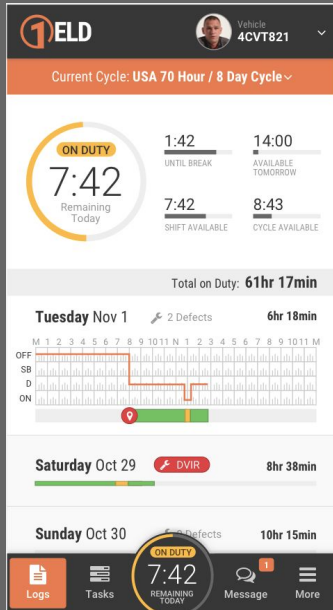 1ELD
Vehicle
4CVT821
Current Cycle: USA 70 Hour / 8 Day Cycle
ON DUTY
7:42
Remaining
Today
1:42
UNTIL BREAK
14:00
AVAILABLE
TOMORROW
7:42
SHIFT AVAILABLE
8:43
CYCLE AVAILABLE
Total on Duty: 61hr 17min
Tuesday Nov 1 2 Defects 6hr 18min
M 1 2 3 4 5 6 7 8 9 10 11 N 1 2 3 4 5 6 7 8 9 10 11 M
OFF
SB
D
ON
Saturday Oct 29 DVIR 8hr 38min
Sunday Oct 30 Defects 10hr 15min
ON DUTY
7:42
REMAINING
TODAY
Logs
Tasks
1
Message
More